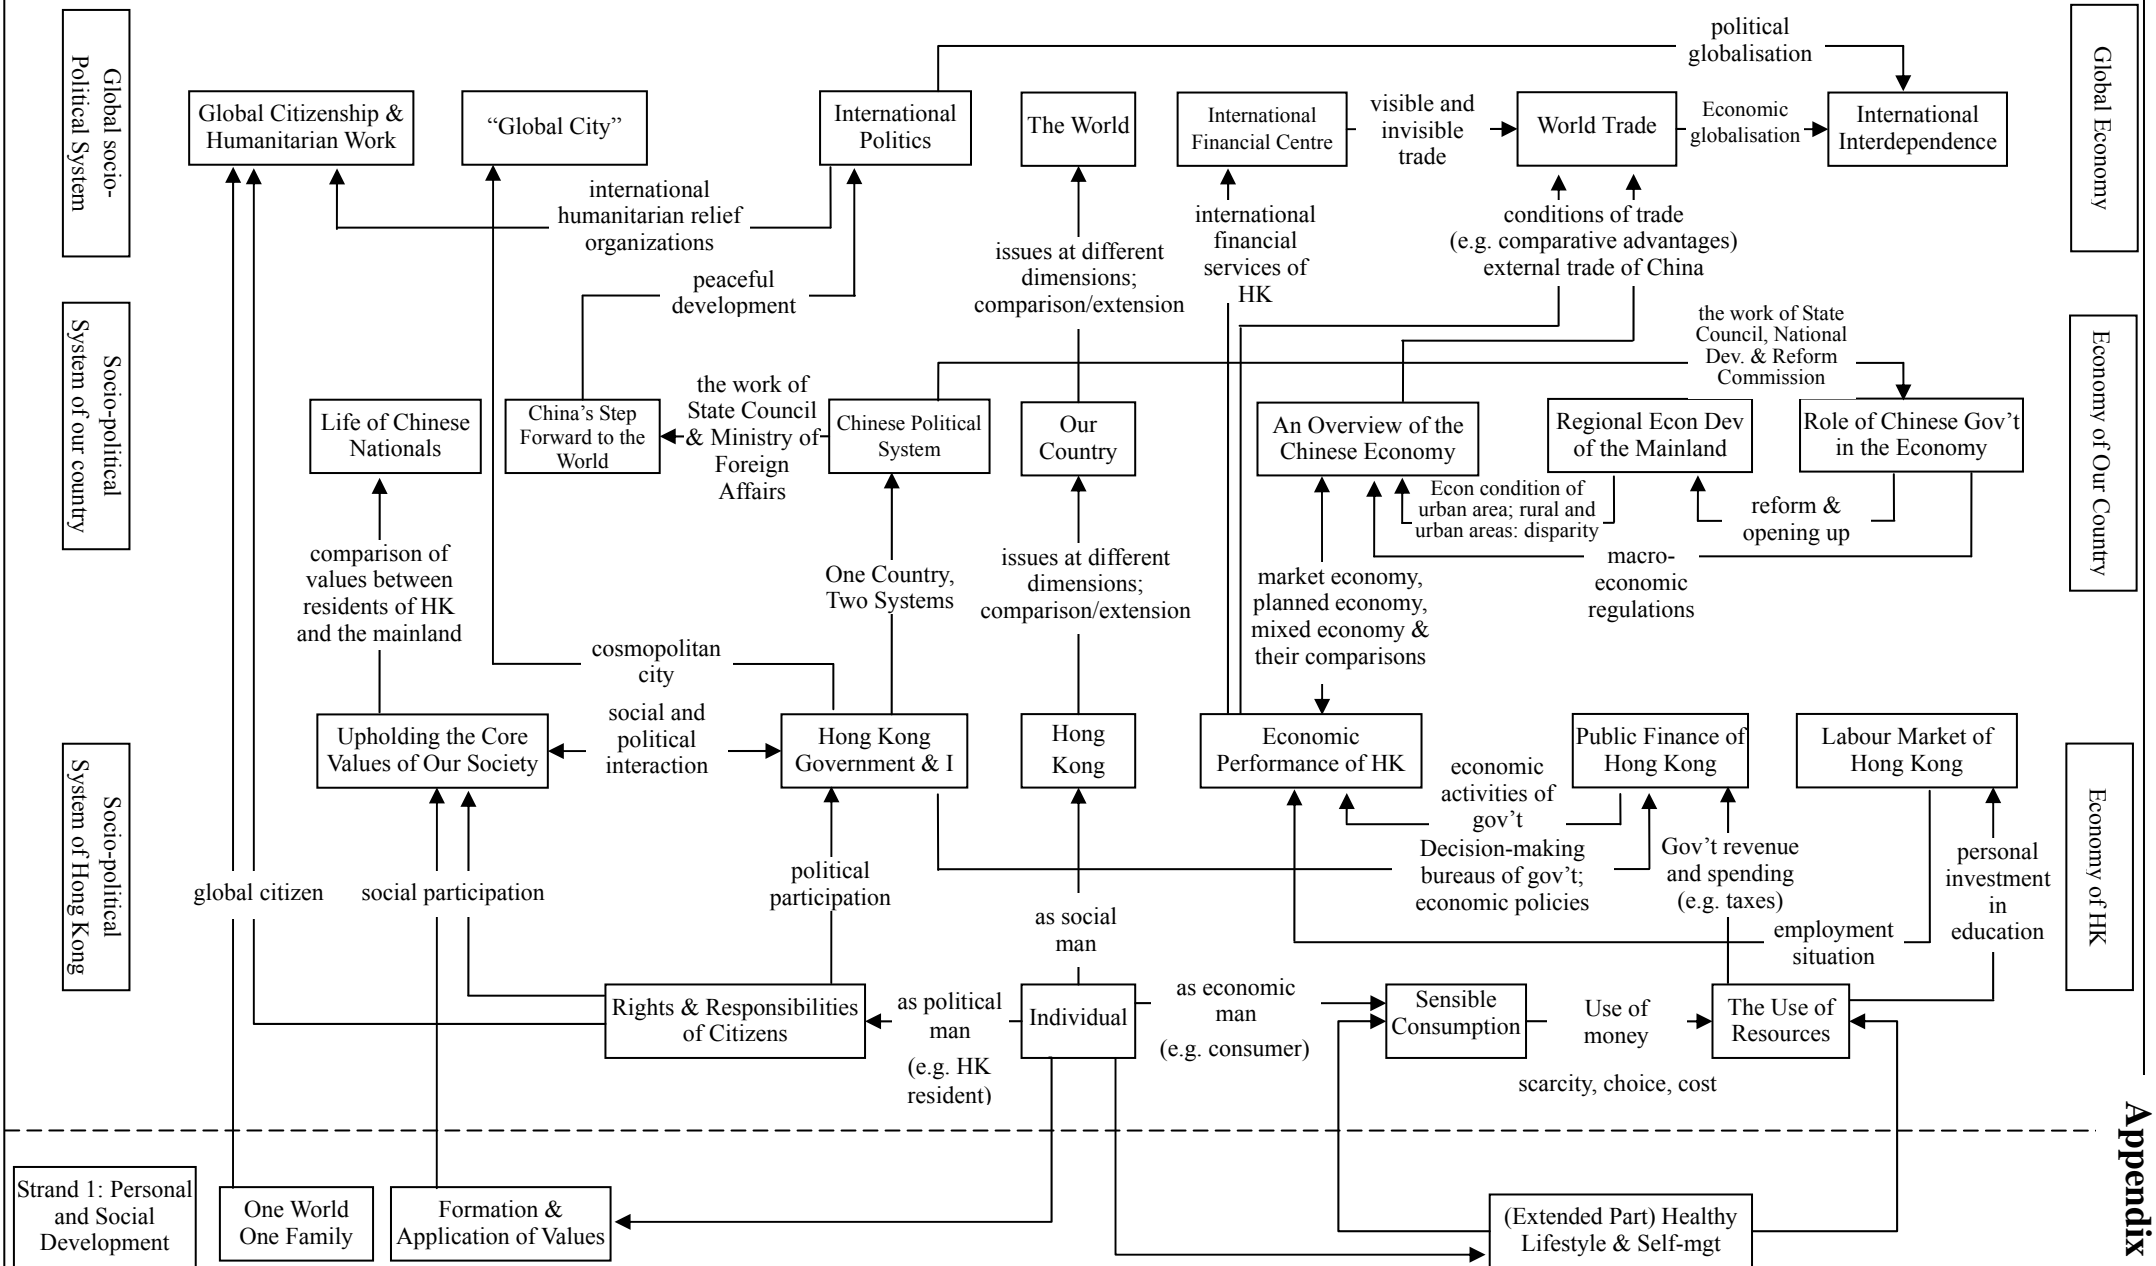 Global socio-
Political System
Socio-political
System of our country
Socio-political
System of Hong Kong
political
globalisation
Global Citizenship &
Humanitarian Work
“Global City”
International
Politics
The World
International
Financial Centre
visible and
invisible
trade
World Trade
Economic
globalisation
International
Interdependence
international
humanitarian relief
organizations
peaceful
development
issues at different
dimensions;
comparison/extension
international
financial
services of
HK
conditions of trade
(e.g. comparative advantages)
external trade of China
the work of State
Council, National
Dev. & Reform
Commission
Life of Chinese
Nationals
China’s Step
Forward to the
World
the work of
State Council
& Ministry of
Foreign
Affairs
Chinese Political
System
Our
Country
An Overview of the
Chinese Economy
Regional Econ Dev
of the Mainland
Role of Chinese Gov’t
in the Economy
Econ condition of
urban area; rural and
urban areas: disparity
reform &
opening up
macro-
economic
regulations
comparison of
values between
residents of HK
and the mainland
One Country,
Two Systems
issues at different
dimensions;
comparison/extension
market economy,
planned economy,
mixed economy &
their comparisons
cosmopolitan
city
social and
political
interaction
Upholding the Core
Values of Our Society
Hong Kong
Government & I
Hong
Kong
Economic
Performance of HK
Public Finance of
Hong Kong
Labour Market of
Hong Kong
economic
activities of
gov’t
Decision-making
bureaus of gov’t;
economic policies
Gov’t revenue
and spending
(e.g. taxes)
personal
investment
in
education
employment
situation
global citizen
social participation
political
participation
as social
man
Rights & Responsibilities
of Citizens
as political
man
(e.g. HK
resident)
Individual
as economic
man
(e.g. consumer)
Sensible
Consumption
Use of
money
The Use of
Resources
scarcity, choice, cost
Strand 1: Personal
and Social
Development
One World
One Family
Formation &
Application of Values
(Extended Part) Healthy
Lifestyle & Self-mgt
Global Economy
Economy of Our Country
Economy of HK
Appendix